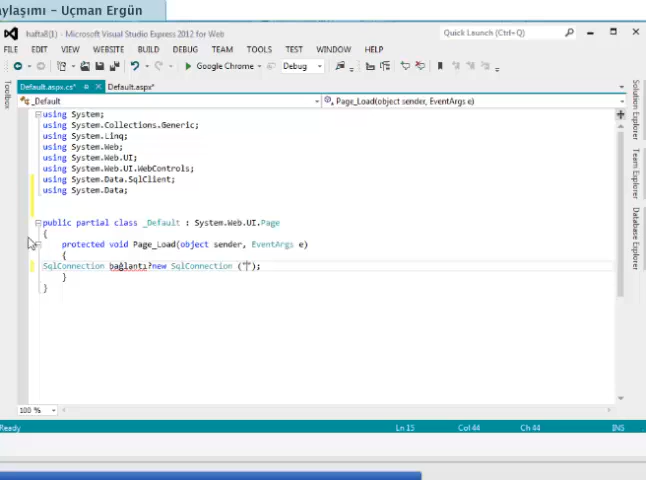 aylaşımı – Uçman Ergün
hafta8(1) - Microsoft Visual Studio Express 2012 for Web
Quick Launch (Ctrl+Q)
FILE EDIT VIEW WEBSITE BUILD DEBUG TEAM TOOLS TEST WINDOW HELP
Google Chrome Debug
Default.aspx.cs* Default.aspx*
_Default Page_Load(object sender, EventArgs e)
Toolbox
Solution Explorer
Team Explorer
Database Explorer
using System;
using System.Collections.Generic;
using System.Linq;
using System.Web;
using System.Web.UI;
using System.Web.UI.WebControls;
using System.Data.SqlClient;
using System.Data;
public partial class _Default : System.Web.UI.Page
{
protected void Page_Load(object sender, EventArgs e)
{
SqlConnection bağlantı?new SqlConnection ("");
}
}
100 %
Ready Ln 15 Col 44 Ch 44 INS